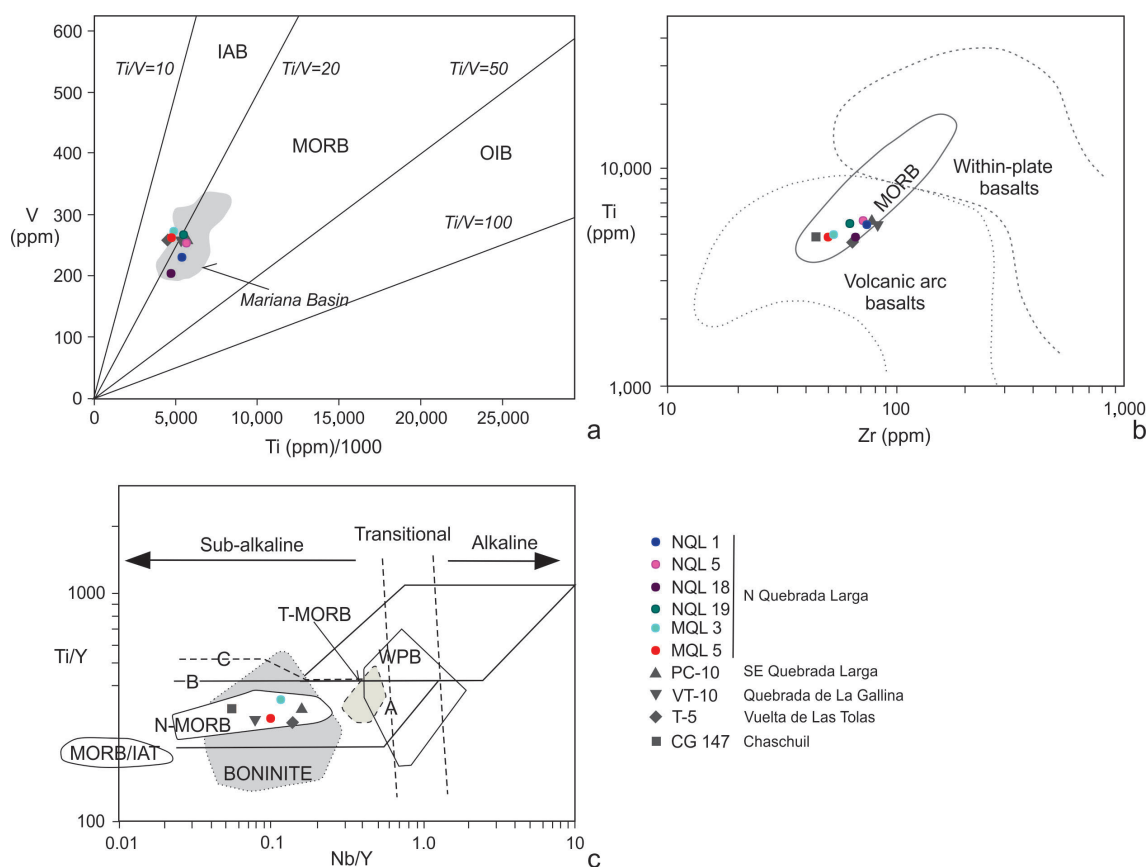 600
500
400
300
200
100
0
V
(ppm)
Ti/V=10
IAB
Ti/V=20
Ti/V=50
MORB
OIB
Ti/V=100
Mariana Basin
0
5,000
10,000
15,000
20,000
25,000
Ti (ppm)/1000
a
10,000
Ti
(ppm)
1,000
MORB
Within-plate
basalts
Volcanic arc
basalts
10
100
1,000
Zr (ppm)
b
Sub-alkaline
Transitional
Alkaline
1000
Ti/Y
100
T-MORB
WPB
C
B
A
N-MORB
MORB/IAT
BONINITE
0.01
0.1
1.0
10
Nb/Y
c
NQL 1
NQL 5
NQL 18
NQL 19
MQL 3
MQL 5
N Quebrada Larga
PC-10 SE Quebrada Larga
VT-10 Quebrada de La Gallina
T-5 Vuelta de Las Tolas
CG 147 Chaschuil